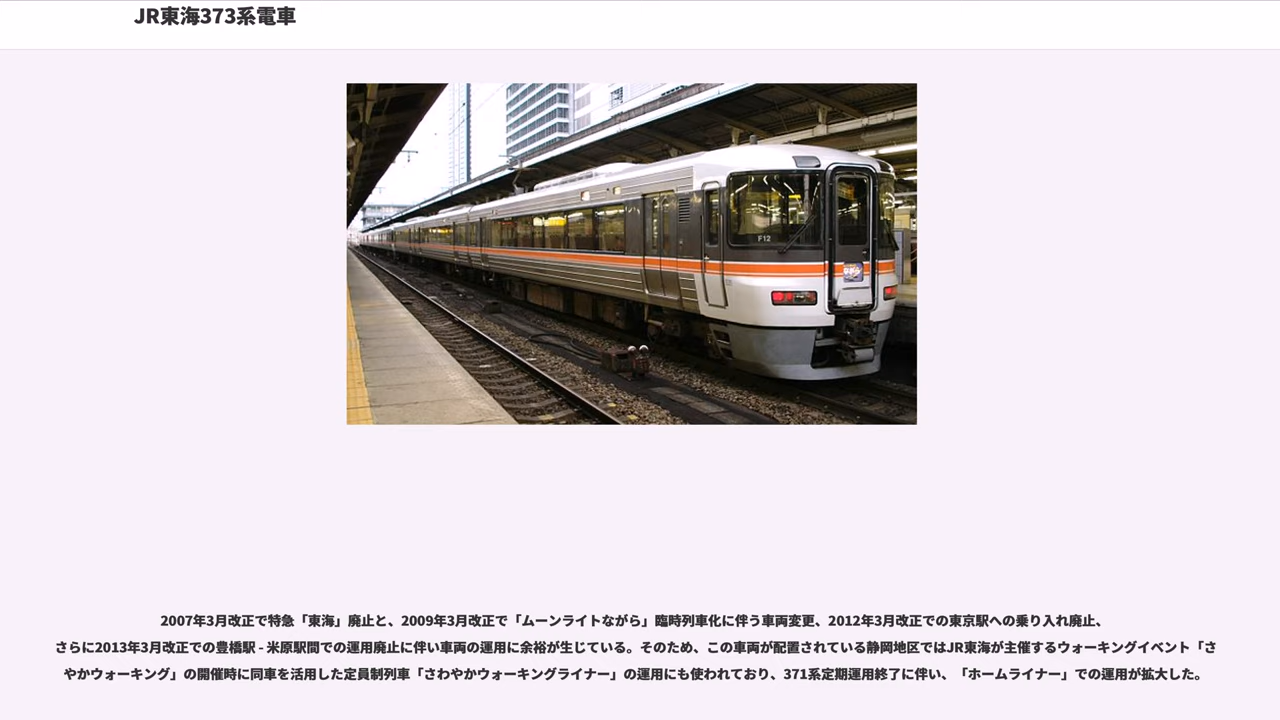 JR東海373系電車
F12
ながら
2007年3月改正で特急「東海」廃止と、2009年3月改正で「ムーンライトながら」臨時列車化に伴う車両変更、2012年3月改正での東京駅への乗り入れ廃止、
さらに2013年3月改正での豊橋駅 - 米原駅間での運用廃止に伴い車両の運用に余裕が生じている。そのため、この車両が配置されている静岡地区ではJR東海が主催するウォーキングイベント「さ
やかウォーキング」の開催時に同車を活用した定員制列車「さわやかウォーキングライナー」の運用にも使われており、371系定期運用終了に伴い、「ホームライナー」での運用が拡大した。